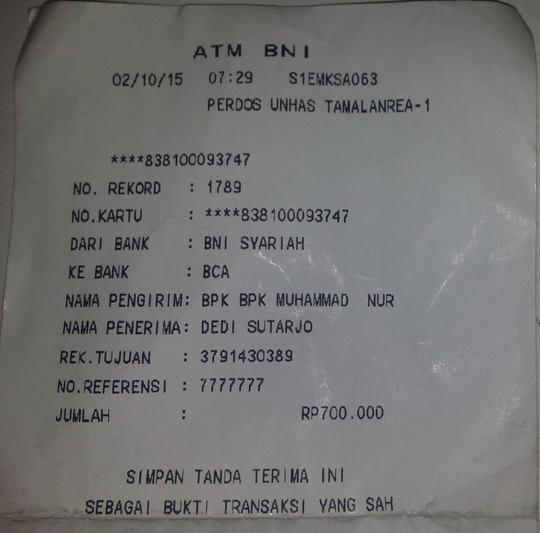 ATM BNI
02/10/15 07:29 S1EMKSA063
PERDOS UNHAS TAMALANREA-1
****838100093747
NO. REKORD : 1789
NO.KARTU : ****838100093747
DARI BANK : BNI SYARIAH
KE BANK : BCA
NAMA PENGIRIM: BPK BPK MUHAMMAD NUR
NAMA PENERIMA: DEDI SUTARJO
REK.TUJUAN : 3791430389
NO.REFERENSI : 7777777
JUMLAH : RP700.000
SIMPAN TANDA TERIMA INI
SEBAGAI BUKTI TRANSAKSI YANG SAH